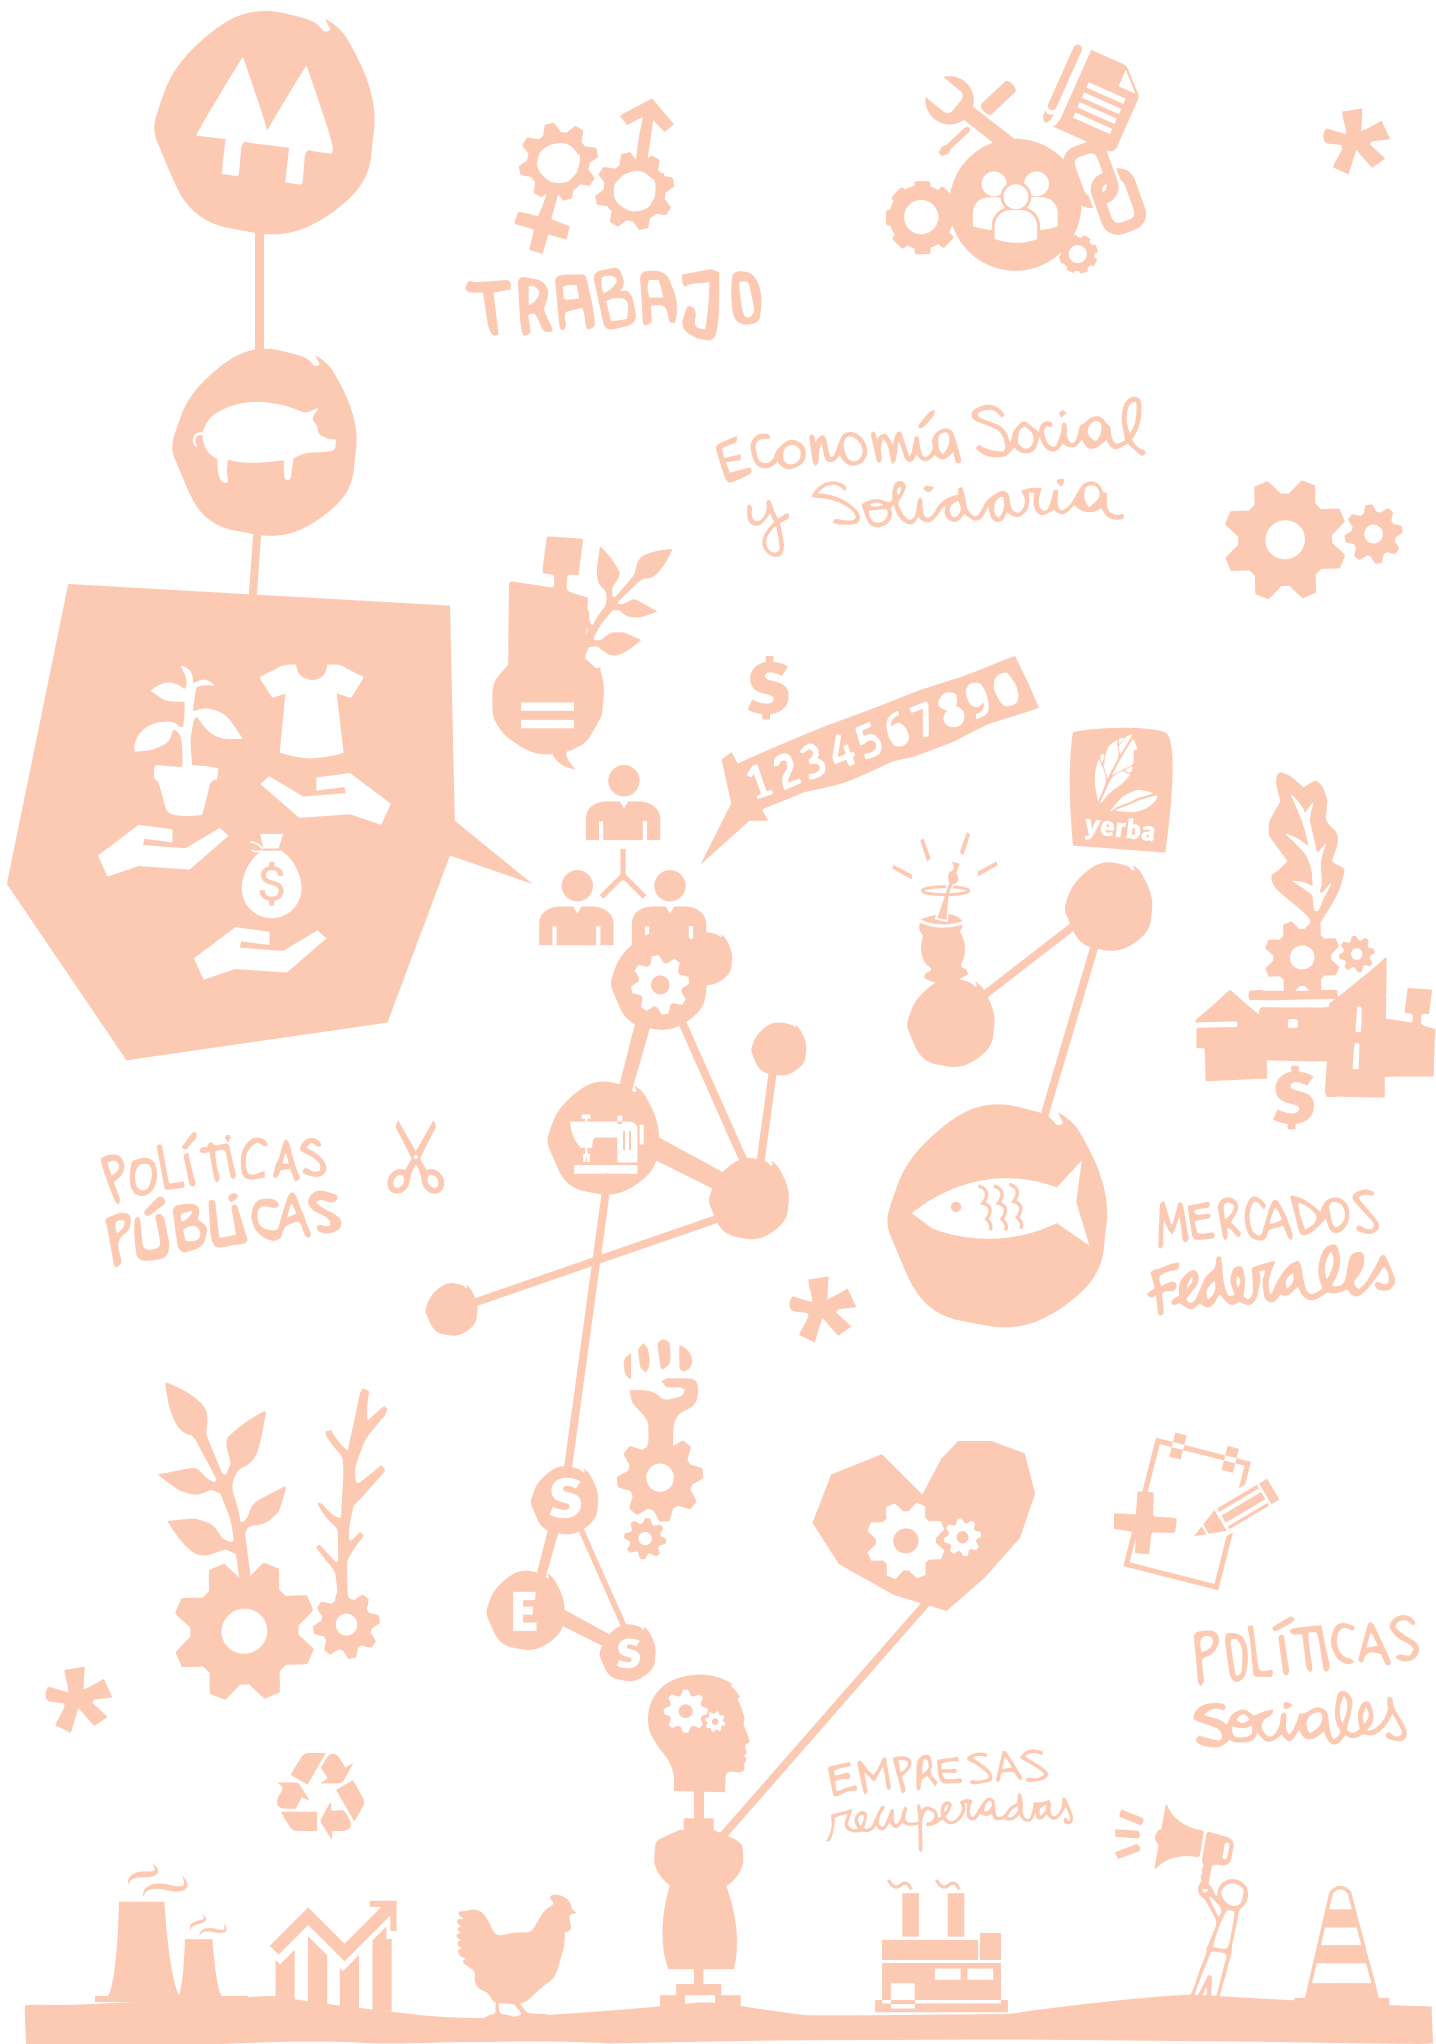 TRABAJO
Economía Social
y Solidaria
$
1234567890
yerba
$
$
POLÍTICAS
PÚBLICAS
MERCADOS
Federales
S
E
S
POLÍTICAS
Sociales
EMPRESAS
recuperadas